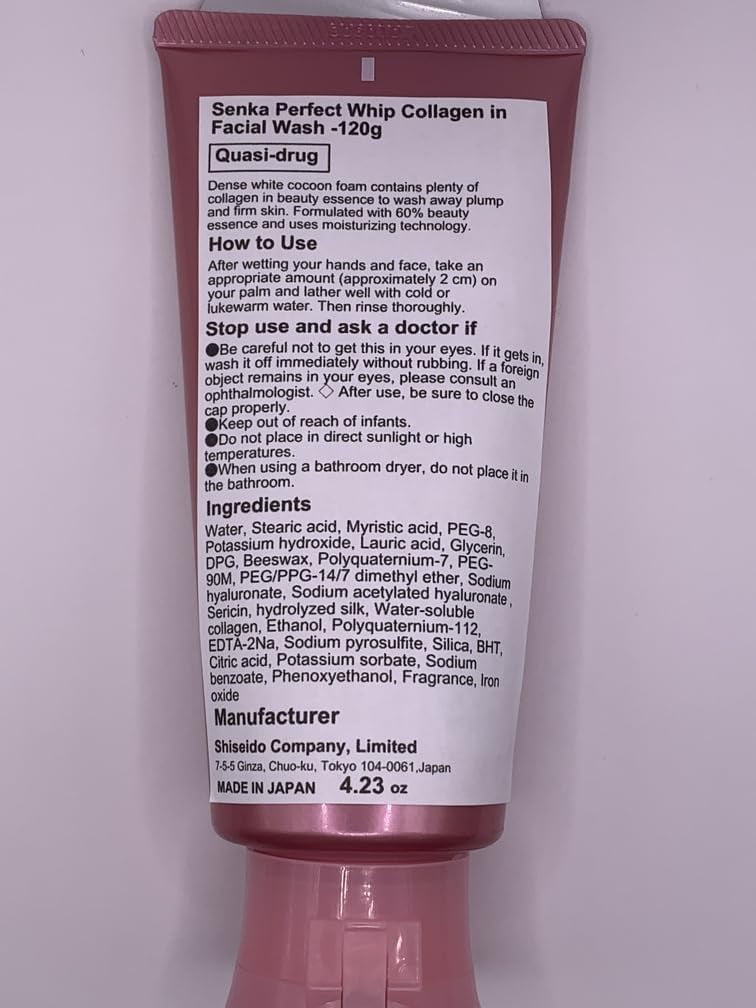 Senka Perfect Whip Collagen in
Facial Wash -120g
Quasi-drug
Dense white cocoon foam contains plenty of
collagen in beauty essence to wash away plump
and firm skin. Formulated with 60% beauty
essence and uses moisturizing technology.
How to Use
After wetting your hands and face, take an
appropriate amount (approximately 2 cm) on
your palm and lather well with cold or
lukewarm water. Then rinse thoroughly.
Stop use and ask a doctor if
●Be careful not to get this in your eyes. If it gets in,
wash it off immediately without rubbing. If a foreign
object remains in your eyes, please consult an
ophthalmologist. ◇ After use, be sure to close the
cap properly.
●Keep out of reach of infants.
●Do not place in direct sunlight or high
temperatures.
●When using a bathroom dryer, do not place it in
the bathroom.
Ingredients
Water, Stearic acid, Myristic acid, PEG-8,
Potassium hydroxide, Lauric acid, Glycerin,
DPG, Beeswax, Polyquaternium-7, PEG-
90M, PEG/PPG-14/7 dimethyl ether, Sodium
hyaluronate, Sodium acetylated hyaluronate,
Sericin, hydrolyzed silk, Water-soluble
collagen, Ethanol, Polyquaternium-112,
EDTA-2Na, Sodium pyrosulfite, Silica, BHT,
Citric acid, Potassium sorbate, Sodium
benzoate, Phenoxyethanol, Fragrance, Iron
oxide
Manufacturer
Shiseido Company, Limited
7-5-5 Ginza, Chuo-ku, Tokyo 104-0061,Japan
MADE IN JAPAN 4.23 oz